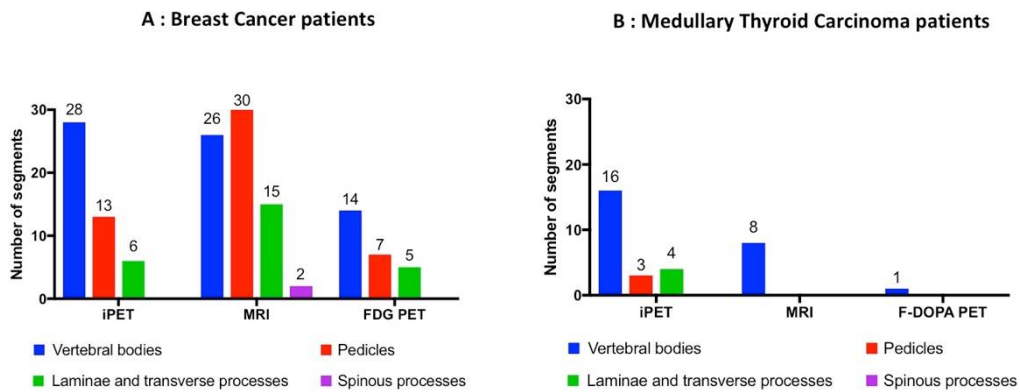 A : Breast Cancer patients
Number of segments
30
20
10
0
28
13
6
26
30
15
2
14
7
5
iPET
MRI
FDG PET
Vertebral bodies
Pedicles
Laminae and transverse processes
Spinous processes
B : Medullary Thyroid Carcinoma patients
Number of segments
30
20
10
0
16
3
4
8
1
iPET
MRI
F-DOPA PET
Vertebral bodies
Pedicles
Laminae and transverse processes
Spinous processes